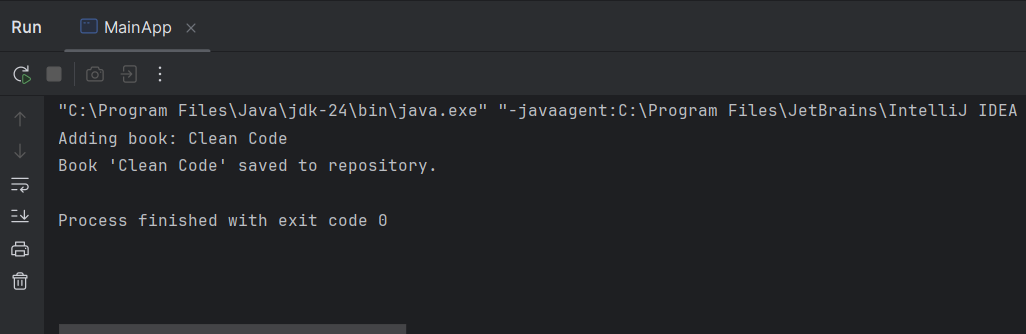 Run MainApp
"C:\Program Files\Java\jdk-24\bin\java.exe" "-javaagent:C:\Program Files\JetBrains\IntelliJ IDEA
Adding book: Clean Code
Book 'Clean Code' saved to repository.
Process finished with exit code 0